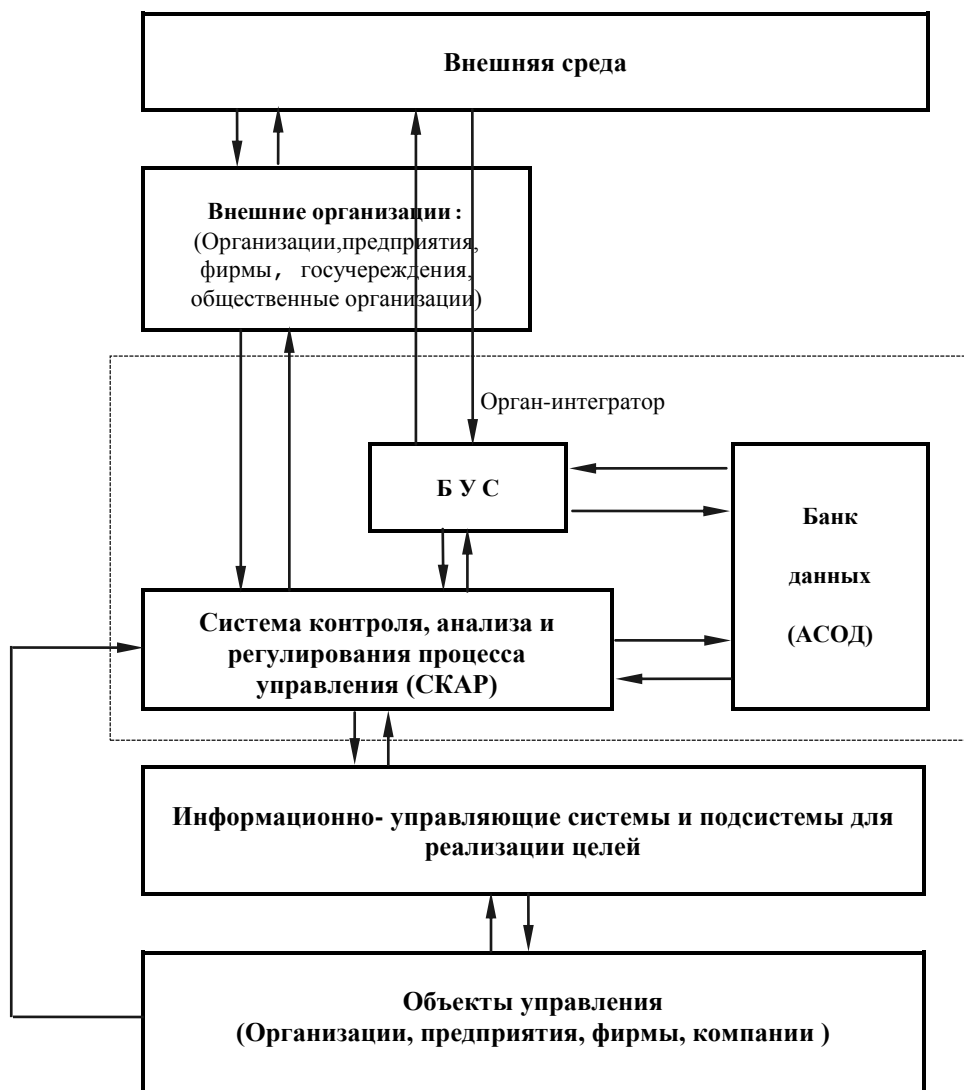 Внешняя среда
Внешние организации :
(Организации,предприятия,
фирмы, госучереждения,
общественные организации)
Орган-интегратор
Б У С
Банк
данных
(АСОД)
Система контроля, анализа и
регулирования процесса
управления (СКАР)
Информационно- управляющие системы и подсистемы для
реализации целей
Объекты управления
(Организации, предприятия, фирмы, компании )